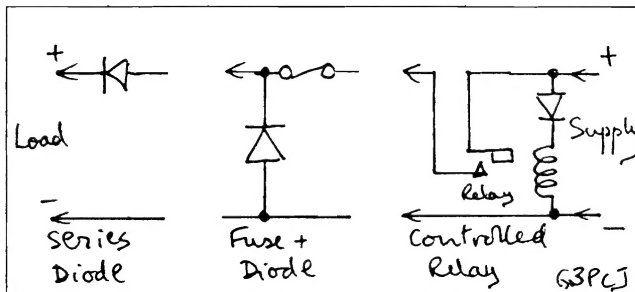 +
Load
-
Series
Diode
Fuse +
Diode
+
Supply
Relay
-
Controlled
Relay
G3PCJ